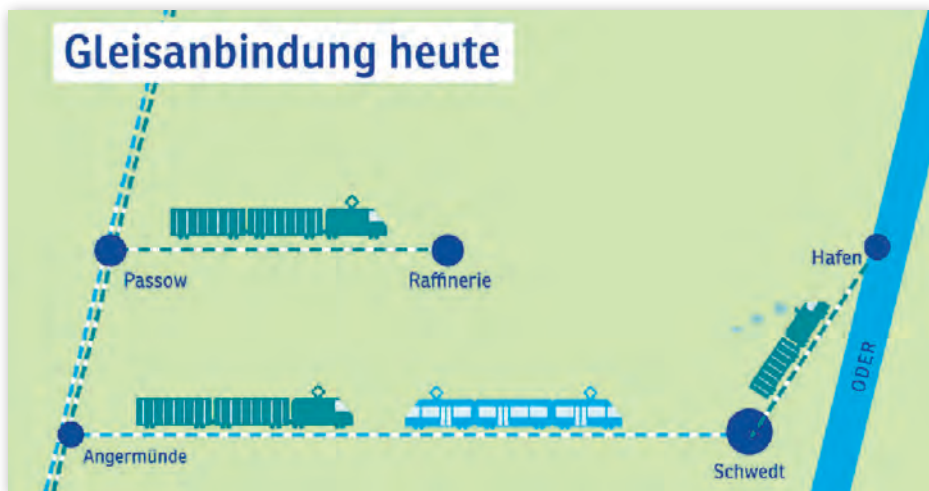 Gleisanbindung heute
Hafen
Passow
Raffinerie
ODER
Angermünde
Schwedt